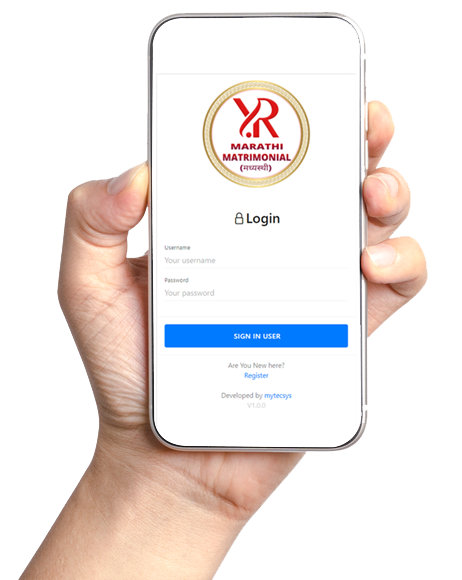 YR
MARATHI
MATRIMONIAL
(मध्यस्थी)
Login
Username
Your username
Password
Your password
SIGN IN USER
Are You New here?
Register
Developed by mytecsys
V1.0.0